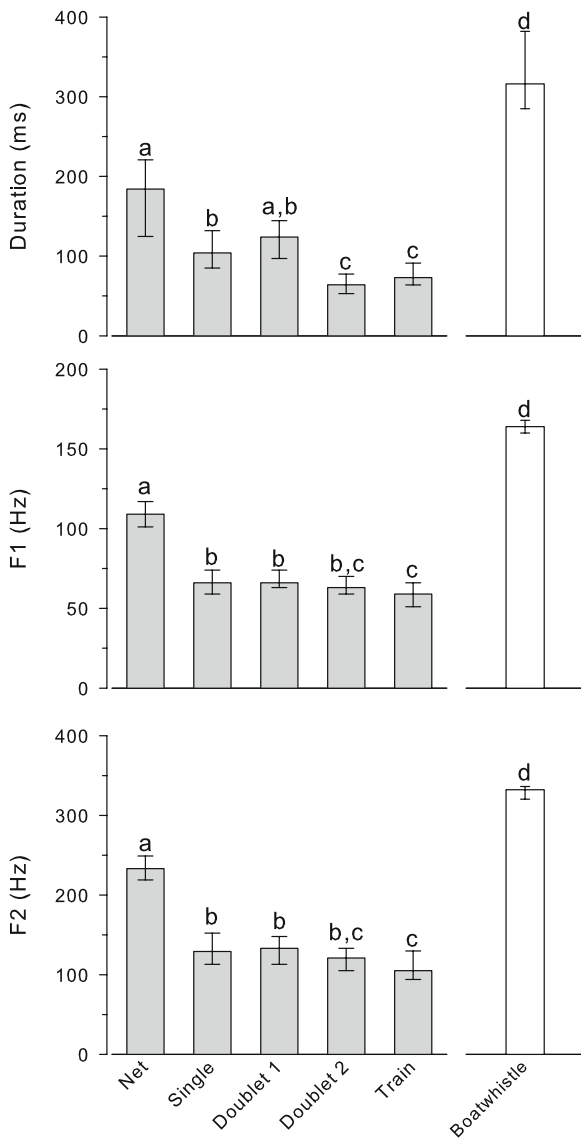 400
300
200
100
0
Duration (ms)
a
b
a,b
c
c
d
200
150
100
50
0
F1 (Hz)
a
b
b
b,c
c
d
400
300
200
100
0
F2 (Hz)
a
b
b
b,c
c
d
Net
Single
Doublet 1
Doublet 2
Train
Boatwhistle